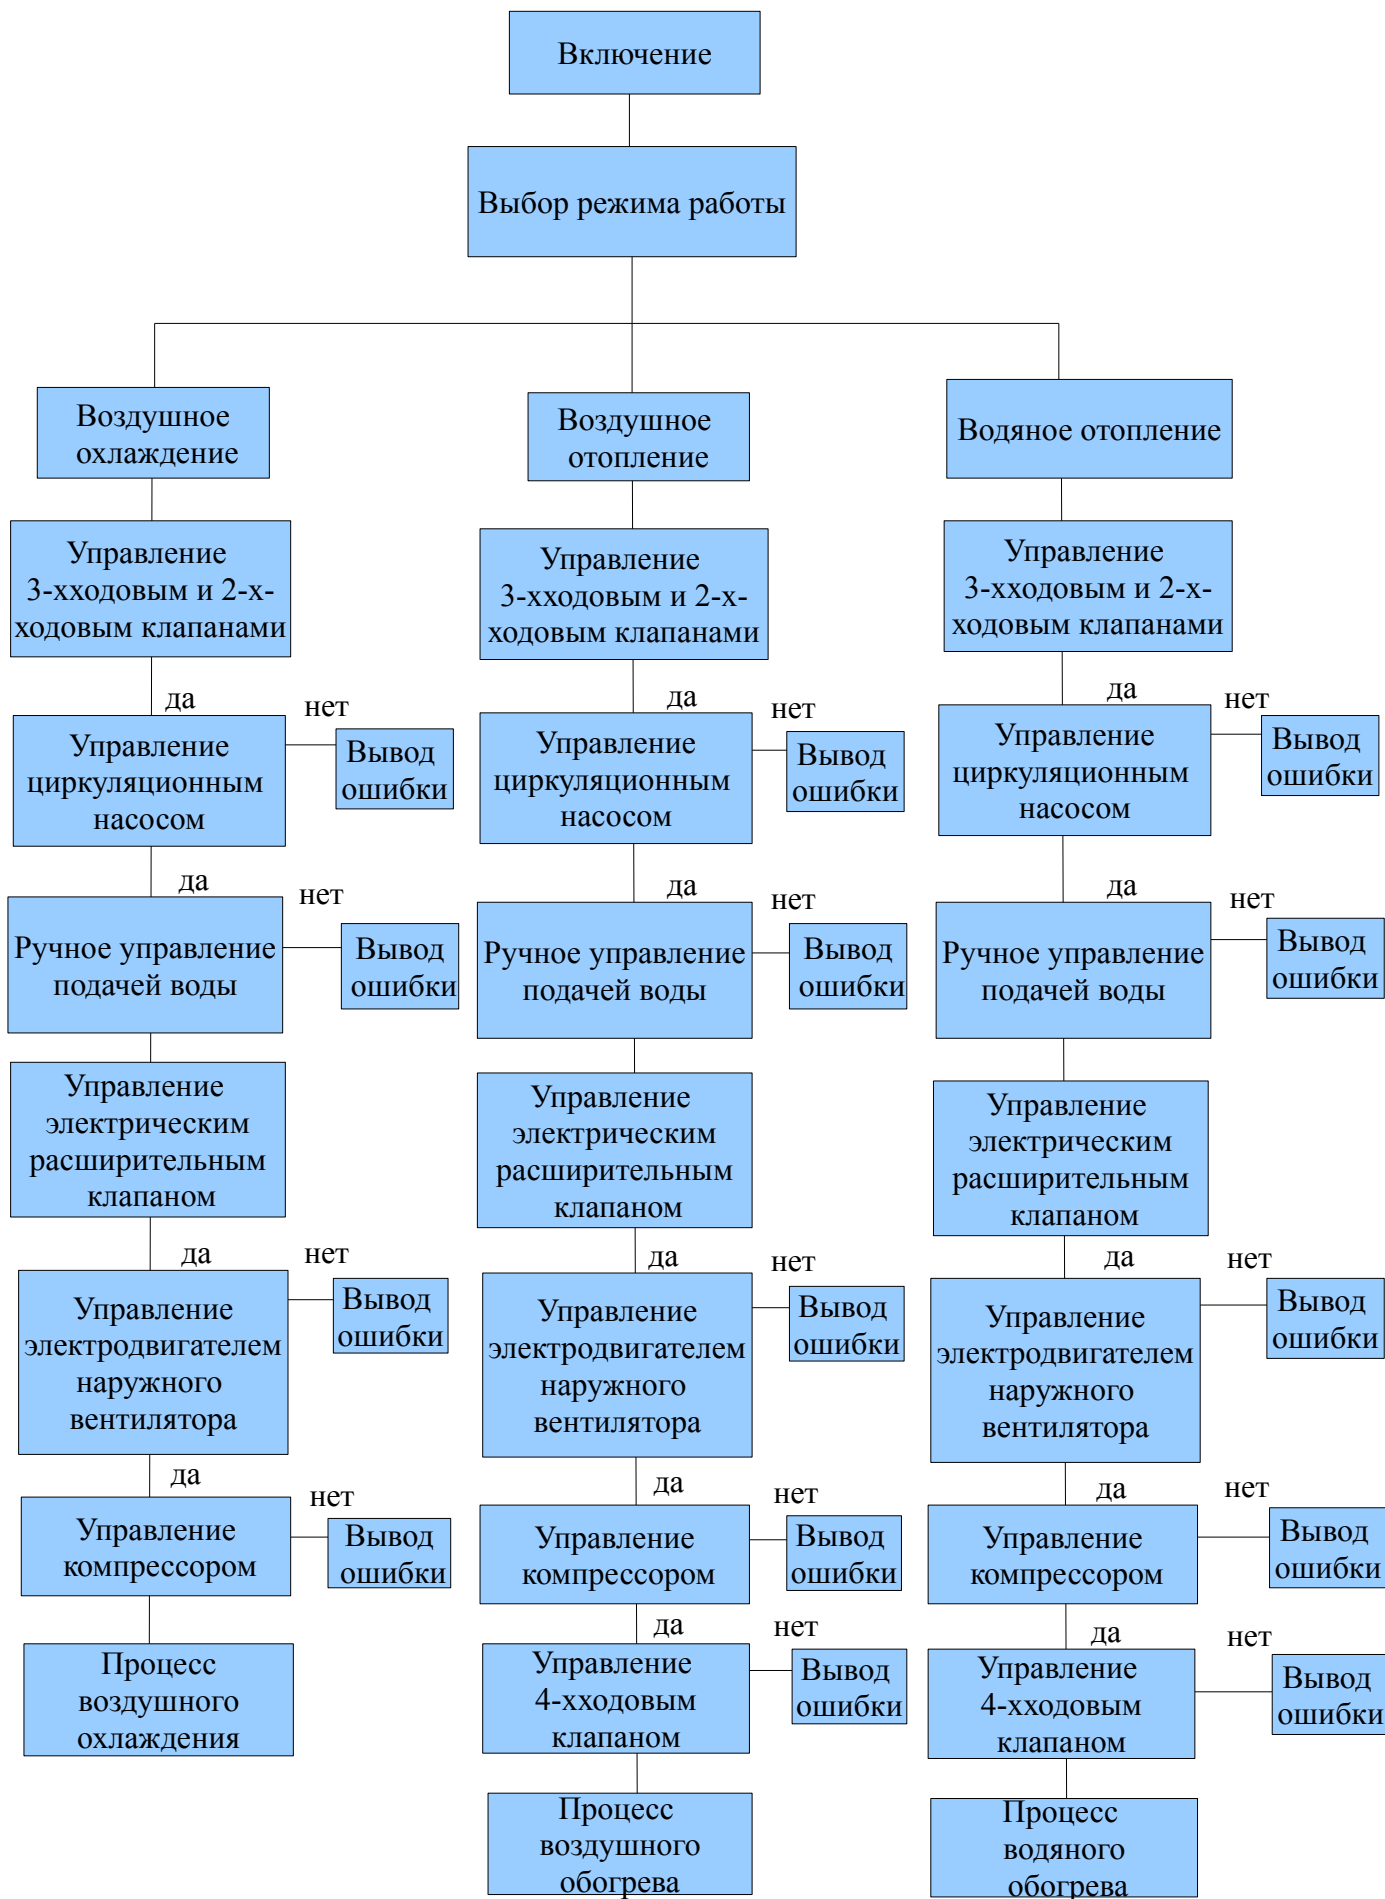 Включение
Выбор режима работы
Воздушное
охлаждение
Управление
3-хходовым и 2-х-
ходовым клапанами
да
нет
Управление
циркуляционным
насосом
Вывод
ошибки
да
нет
Ручное управление
подачей воды
Вывод
ошибки
Управление
электрическим
расширительным
клапаном
да
нет
Управление
электродвигателем
наружного
вентилятора
Вывод
ошибки
да
нет
Управление
компрессором
Вывод
ошибки
Процесс
воздушного
охлаждения
Воздушное
отопление
Управление
3-хходовым и 2-х-
ходовым клапанами
да
нет
Управление
циркуляционным
насосом
Вывод
ошибки
да
нет
Ручное управление
подачей воды
Вывод
ошибки
Управление
электрическим
расширительным
клапаном
да
нет
Управление
электродвигателем
наружного
вентилятора
Вывод
ошибки
да
нет
Управление
компрессором
Вывод
ошибки
да
нет
Управление
4-хходовым
клапаном
Вывод
ошибки
Процесс
воздушного
обогрева
Водяное отопление
Управление
3-хходовым и 2-х-
ходовым клапанами
да
нет
Управление
циркуляционным
насосом
Вывод
ошибки
да
нет
Ручное управление
подачей воды
Вывод
ошибки
Управление
электрическим
расширительным
клапаном
да
нет
Управление
электродвигателем
наружного
вентилятора
Вывод
ошибки
да
нет
Управление
компрессором
Вывод
ошибки
да
нет
Управление
4-хходовым
клапаном
Вывод
ошибки
Процесс
водяного
обогрева